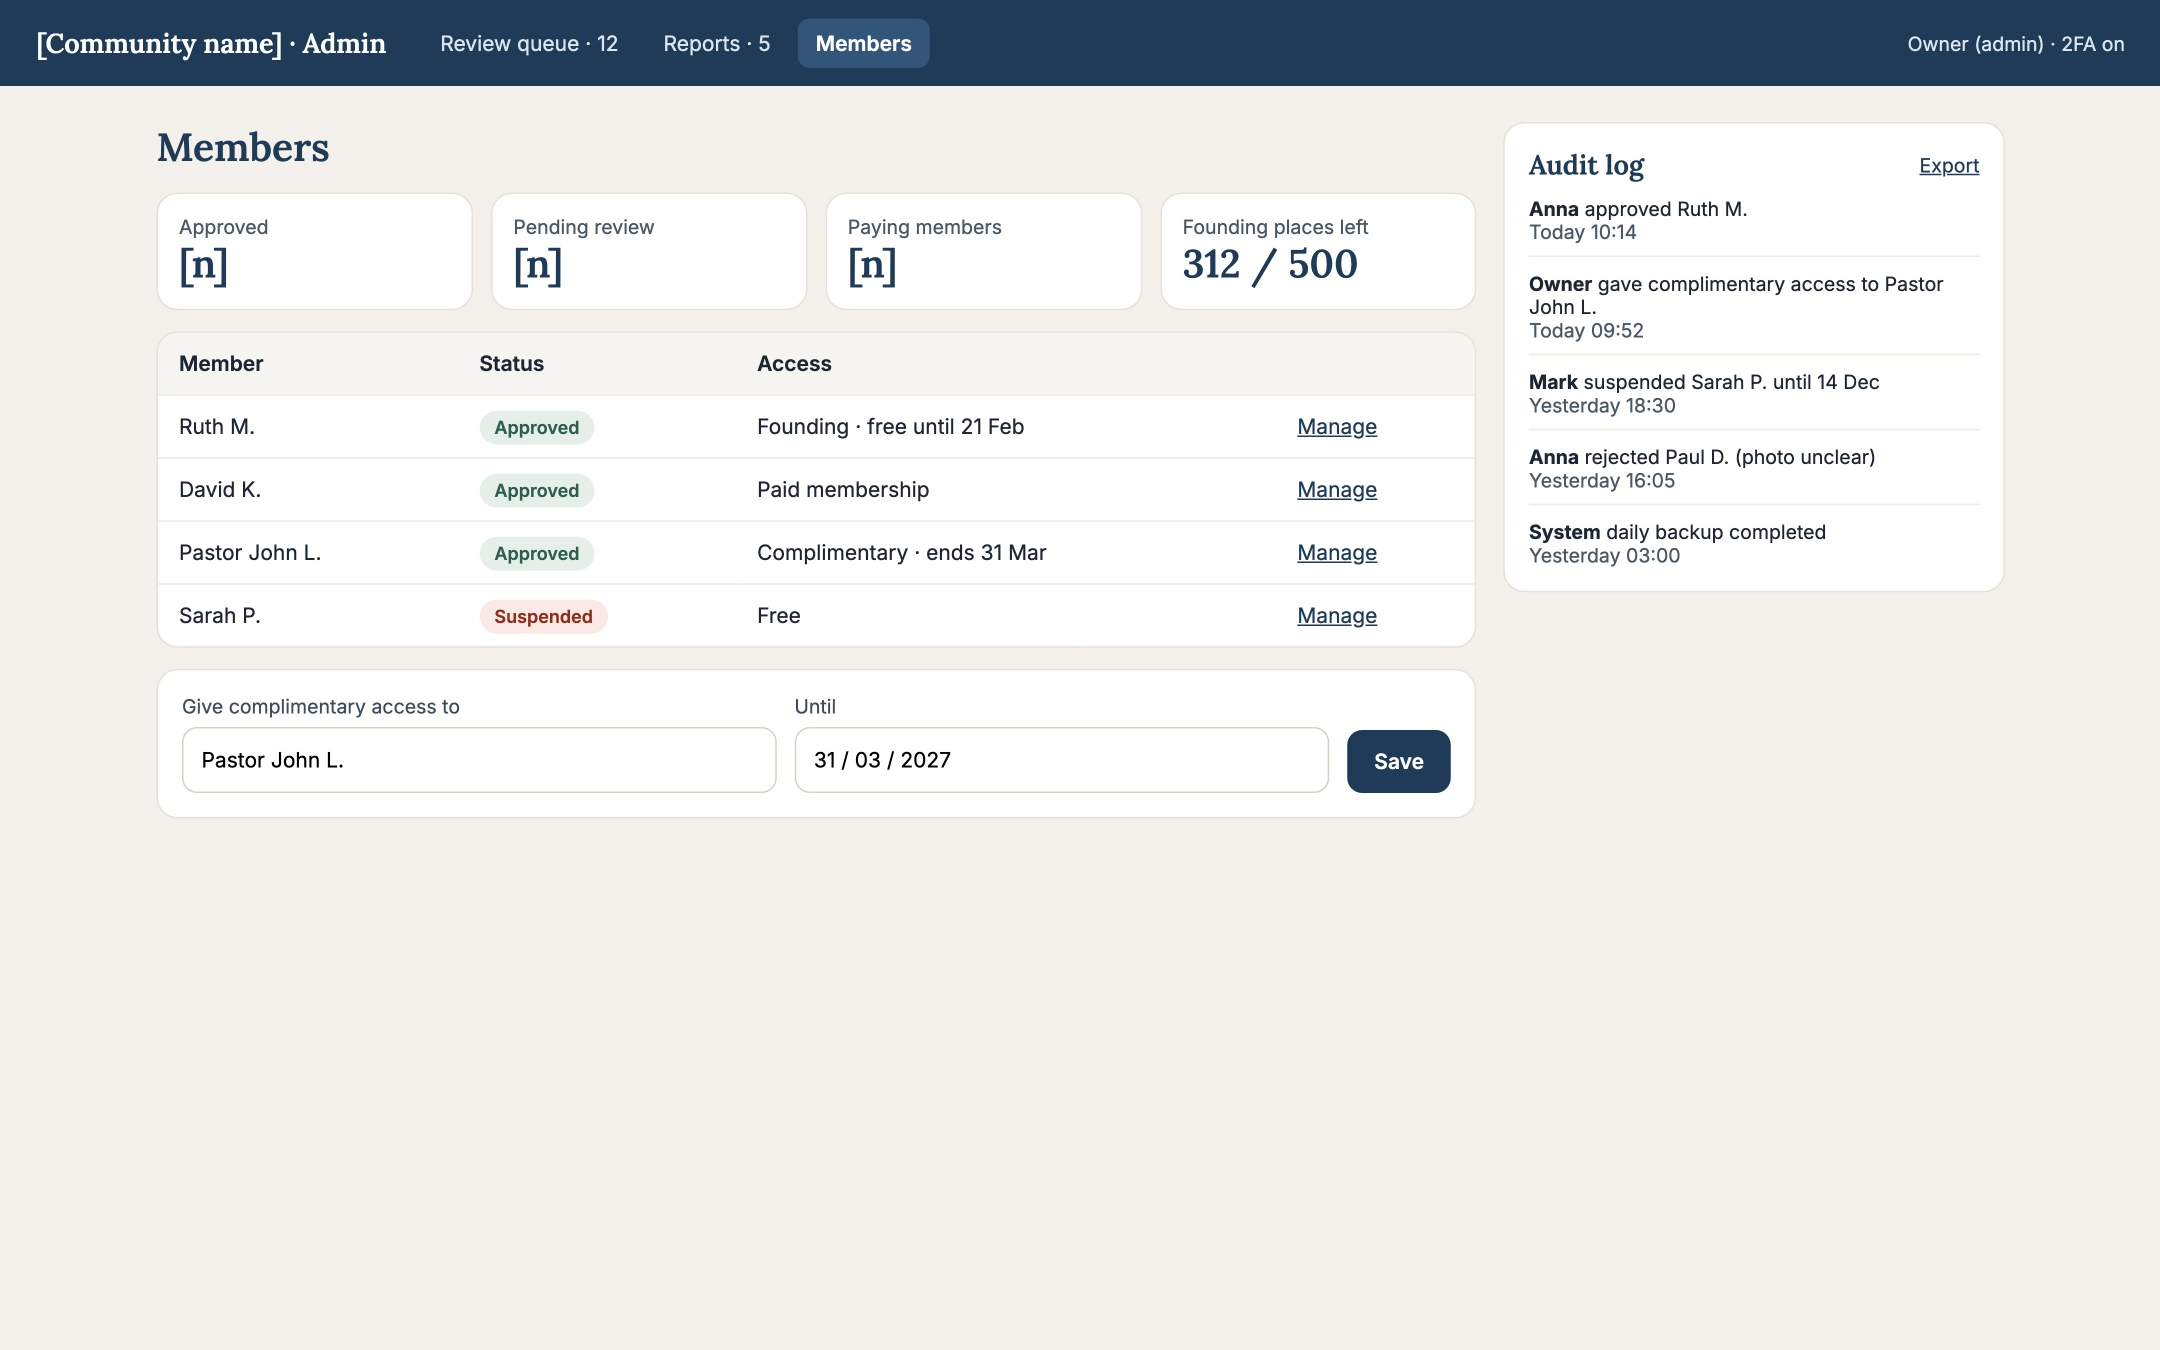 [Community name] · Admin
Review queue · 12
Reports · 5
Members
Owner (admin) · 2FA on
Members
Approved
[n]
Pending review
[n]
Paying members
[n]
Founding places left
312 / 500
Member Status Access
Ruth M. Approved Founding · free until 21 Feb Manage
David K. Approved Paid membership Manage
Pastor John L. Approved Complimentary · ends 31 Mar Manage
Sarah P. Suspended Free Manage
Give complimentary access to
Pastor John L.
Until
31 / 03 / 2027
Save
Audit log
Export
Anna approved Ruth M.
Today 10:14
Owner gave complimentary access to Pastor
John L.
Today 09:52
Mark suspended Sarah P. until 14 Dec
Yesterday 18:30
Anna rejected Paul D. (photo unclear)
Yesterday 16:05
System daily backup completed
Yesterday 03:00